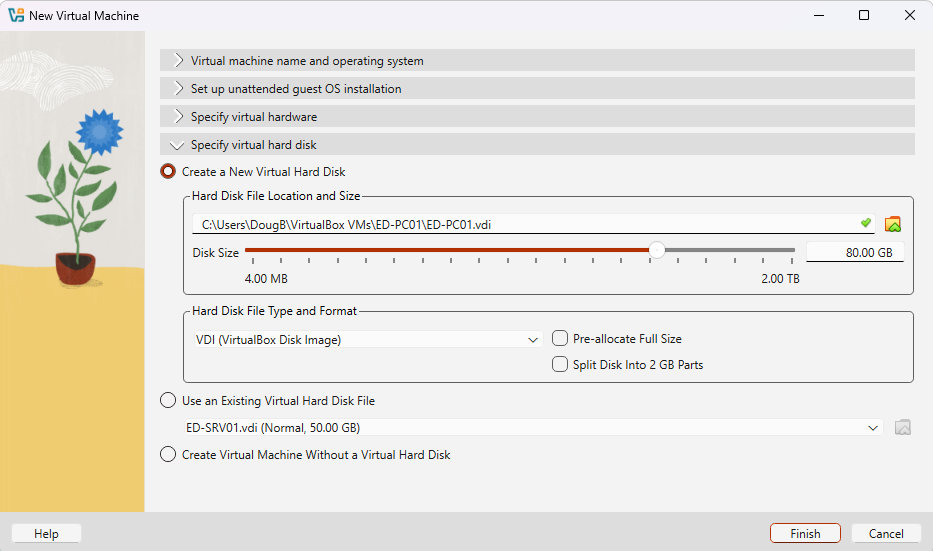 New Virtual Machine
Virtual machine name and operating system
Set up unattended guest OS installation
Specify virtual hardware
Specify virtual hard disk
Create a New Virtual Hard Disk
Hard Disk File Location and Size
C:\Users\DougB\VirtualBox VMs\ED-PC01\ED-PC01.vdi
Disk Size 80.00 GB
4.00 MB 2.00 TB
Hard Disk File Type and Format
VDI (VirtualBox Disk Image) Pre-allocate Full Size
Split Disk Into 2 GB Parts
Use an Existing Virtual Hard Disk File
ED-SRV01.vdi (Normal, 50.00 GB)
Create Virtual Machine Without a Virtual Hard Disk
Help Finish Cancel